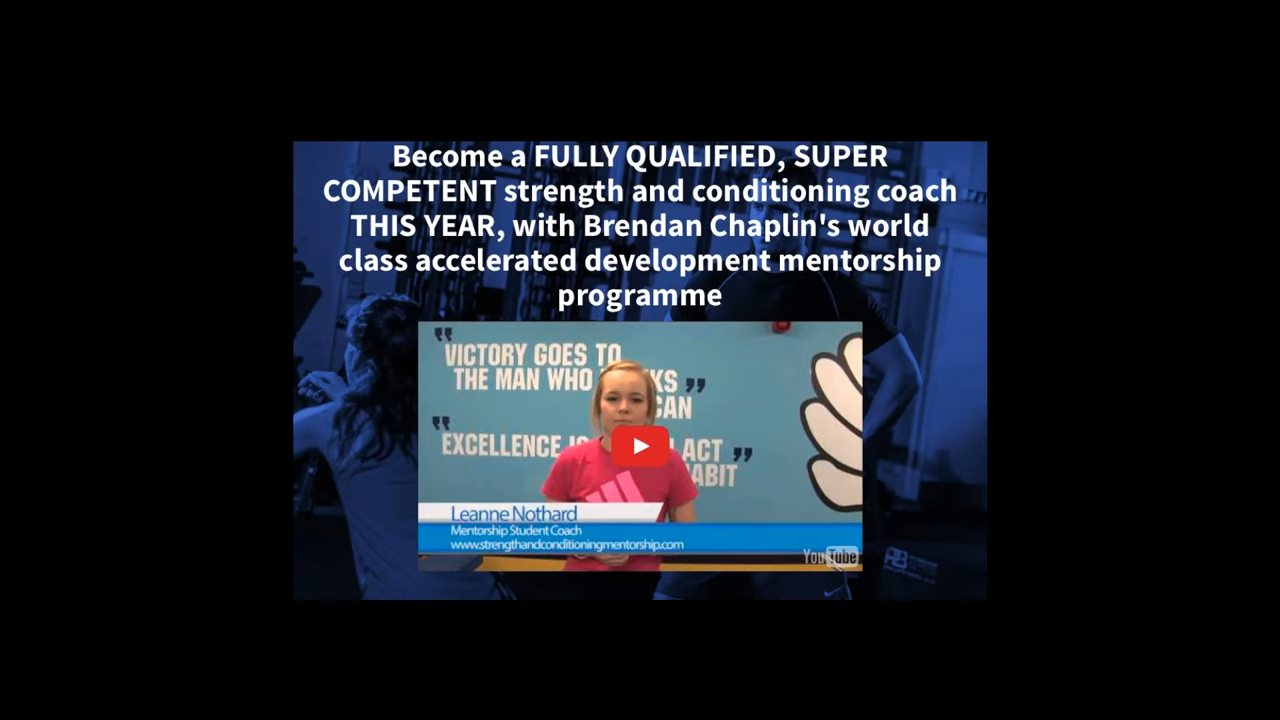 Become a FULLY QUALIFIED, SUPER
COMPETENT strength and conditioning coach
THIS YEAR, with Brendan Chaplin's world
class accelerated development mentorship
programme
"
VICTORY GOES TO
THE MAN WHO KS "
CAN
"
EXCELLENCE ACT "
ABIT
Leanne Nothard
Mentorship Student Coach
www.strengthandconditioningmentorship.com
YouTube